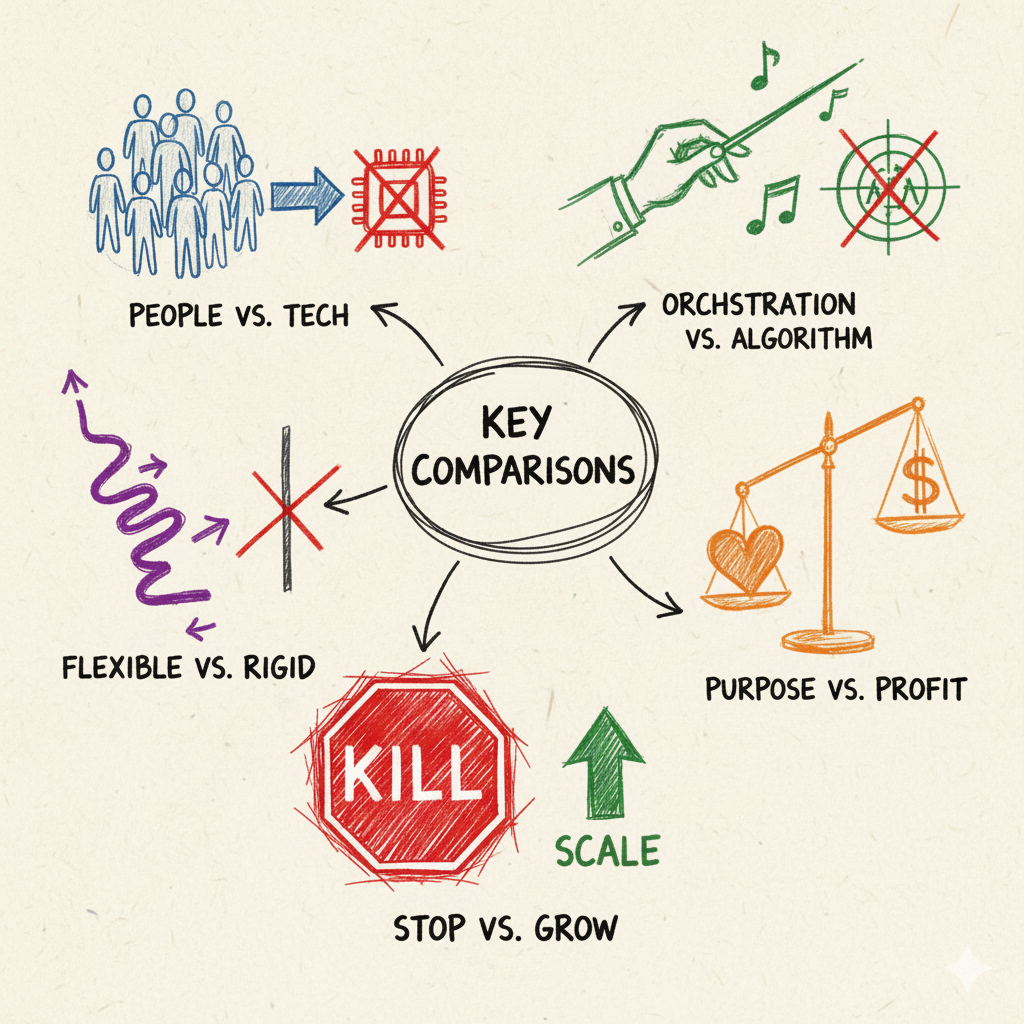 PEOPLE VS. TECH
ORCHSTRATION
VS. ALGORITHM
KEY
COMPARISONS
$
FLEXIBLE VS. RIGID
PURPOSE VS. PROFIT
KILL
SCALE
STOP VS. GROW